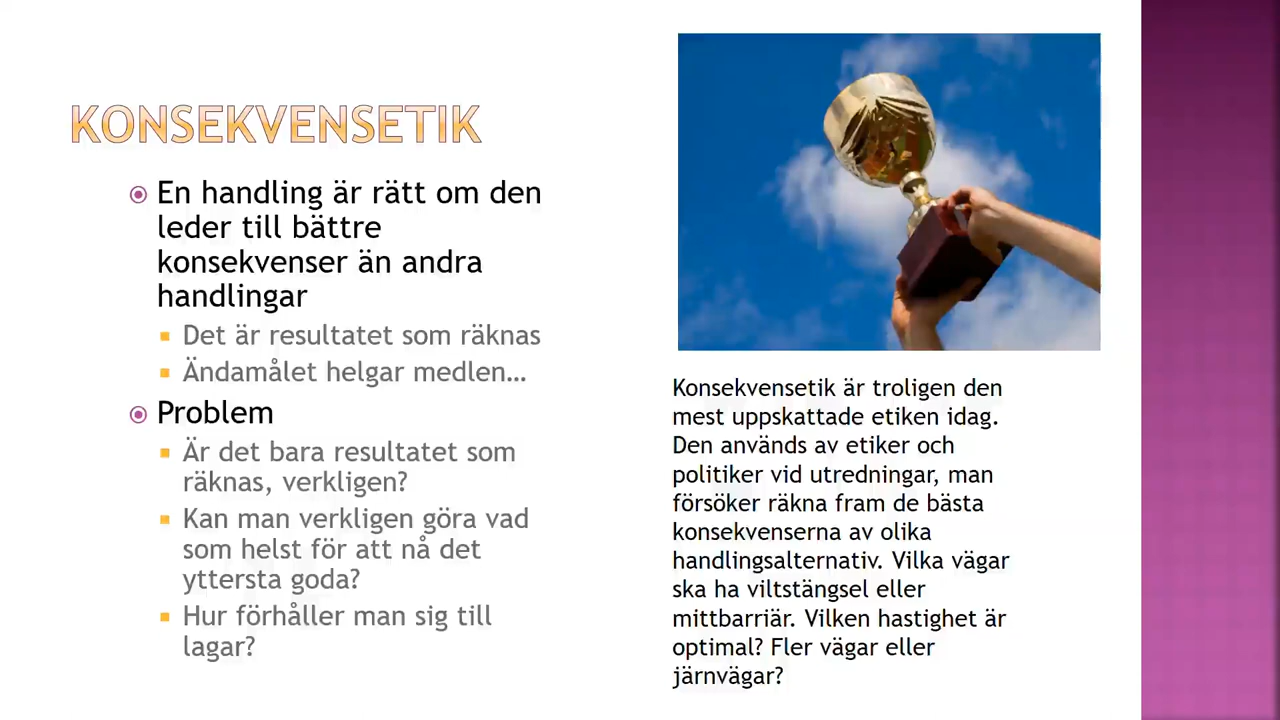 KONSEKVENSETIK
En handling är rätt om den
leder till bättre
konsekvenser än andra
handlingar
Det är resultatet som räknas
Ändamålet helgar medlen…
Problem
Är det bara resultatet som
räknas, verkligen?
Kan man verkligen göra vad
som helst för att nå det
yttersta goda?
Hur förhåller man sig till
lagar?
Konsekvensetik är troligen den
mest uppskattade etiken idag.
Den används av etiker och
politiker vid utredningar, man
försöker räkna fram de bästa
konsekvenserna av olika
handlingsalternativ. Vilka vägar
ska ha viltstängsel eller
mittbarriär. Vilken hastighet är
optimal? Fler vägar eller
järnvägar?